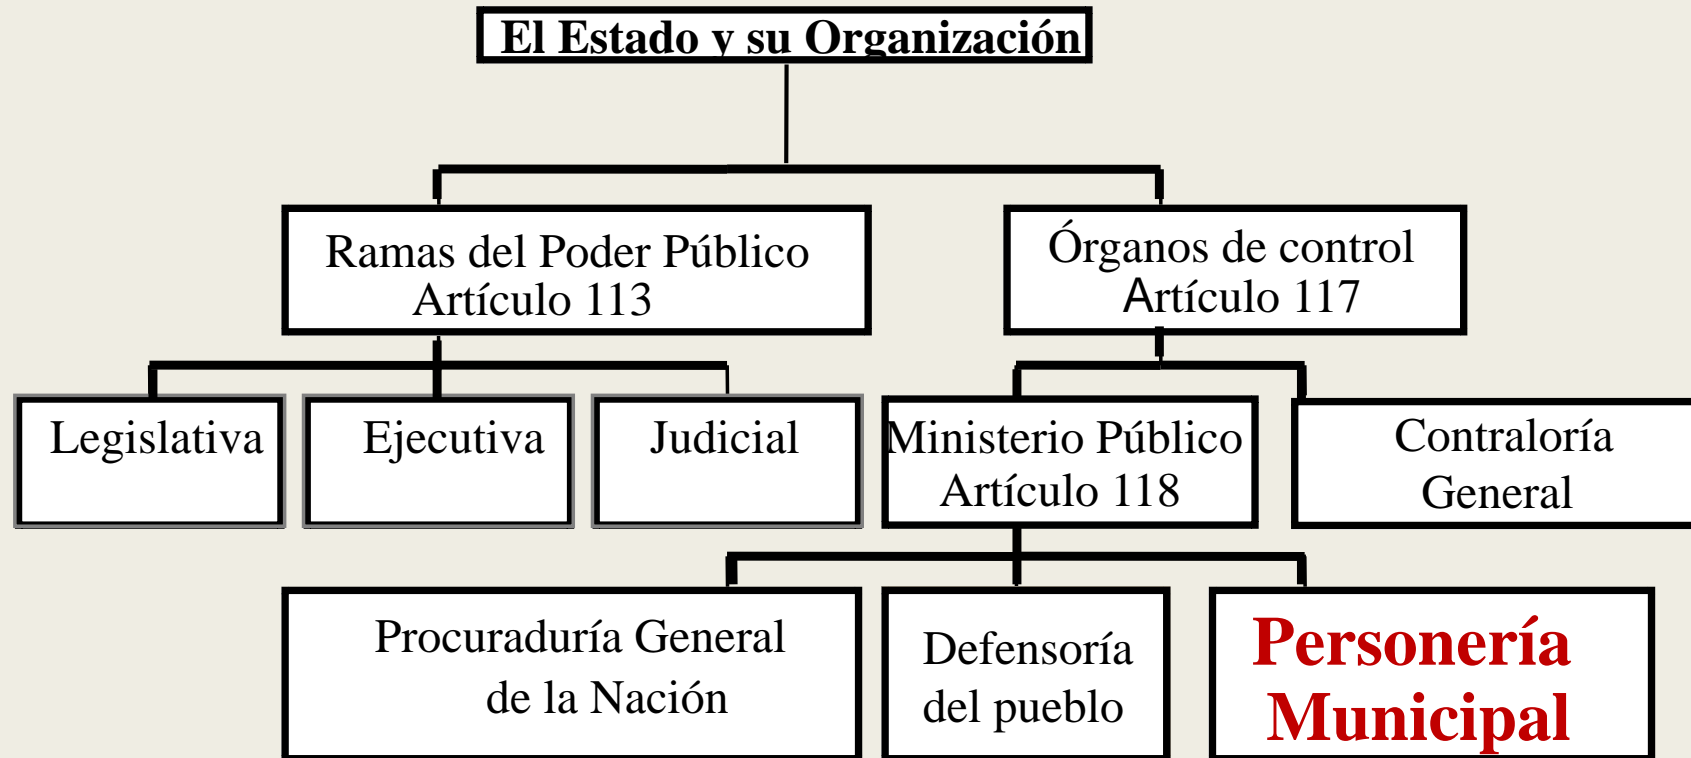 El Estado y su Organización
Ramas del Poder Público
Artículo 113
Órganos de control
Artículo 117
Legislativa
Ejecutiva
Judicial
Ministerio Público
Artículo 118
Contraloría
General
Procuraduría General
de la Nación
Defensoría
del pueblo
Personería
Municipal